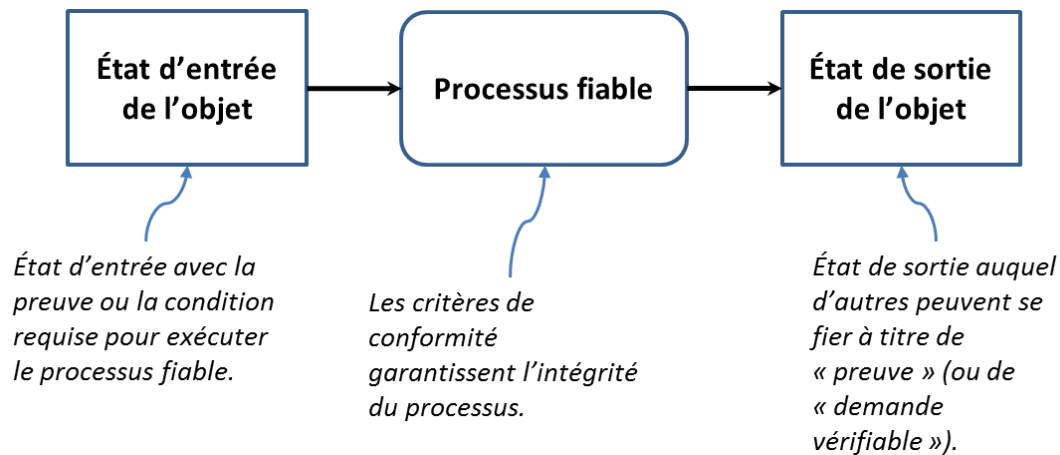 État d’entrée
de l’objet
Processus fiable
État de sortie
de l’objet
État d’entrée avec la
preuve ou la condition
requise pour exécuter
le processus fiable.
Les critères de
conformité
garantissent l’intégrité
du processus.
État de sortie auquel
d’autres peuvent se
fier à titre de
« preuve » (ou de
« demande
vérifiable »).